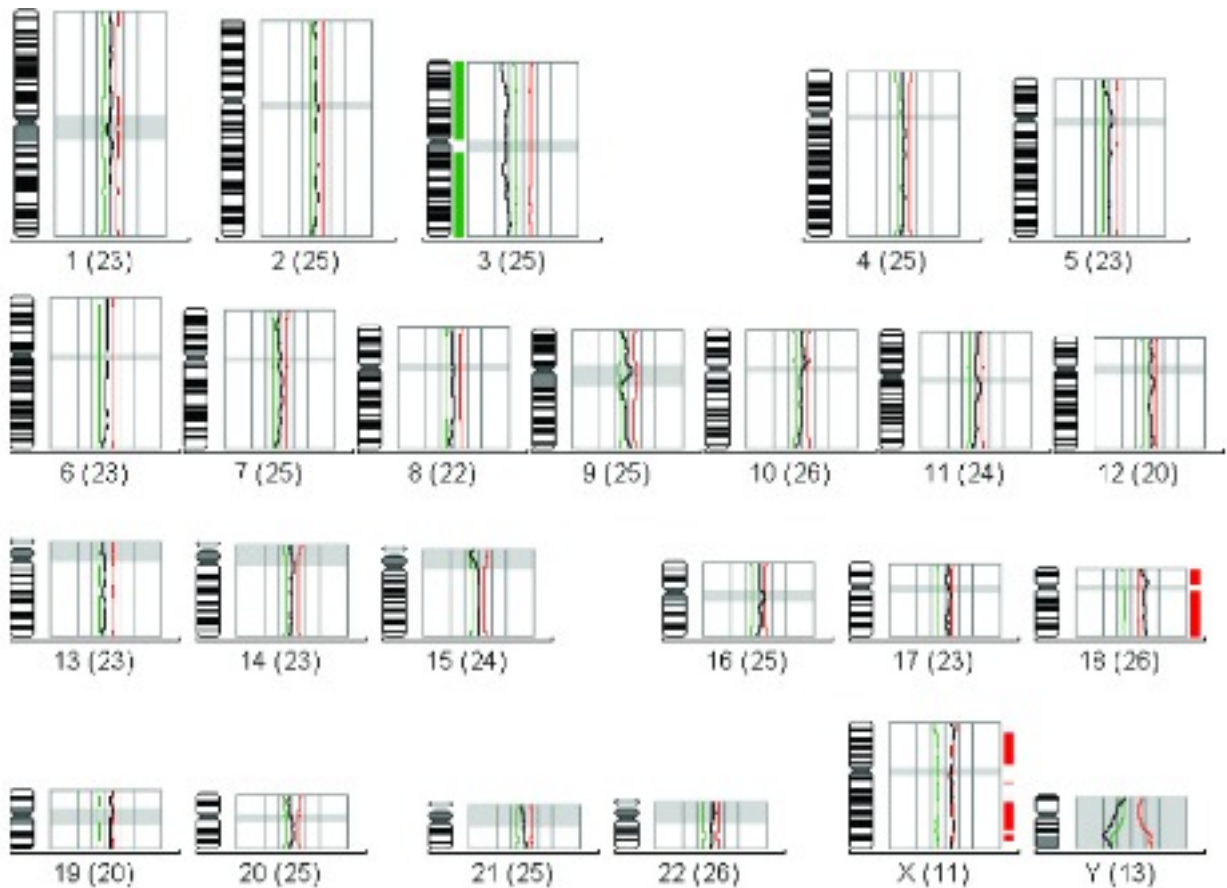 1 (23) 2 (25) 3 (25) 4 (25) 5 (23)
6 (23) 7 (25) 8 (22) 9 (25) 10 (26) 11 (24) 12 (20)
13 (23) 14 (23) 15 (24) 16 (25) 17 (23) 18 (26)
19 (20) 20 (25) 21 (25) 22 (26) X (11) Y (13)